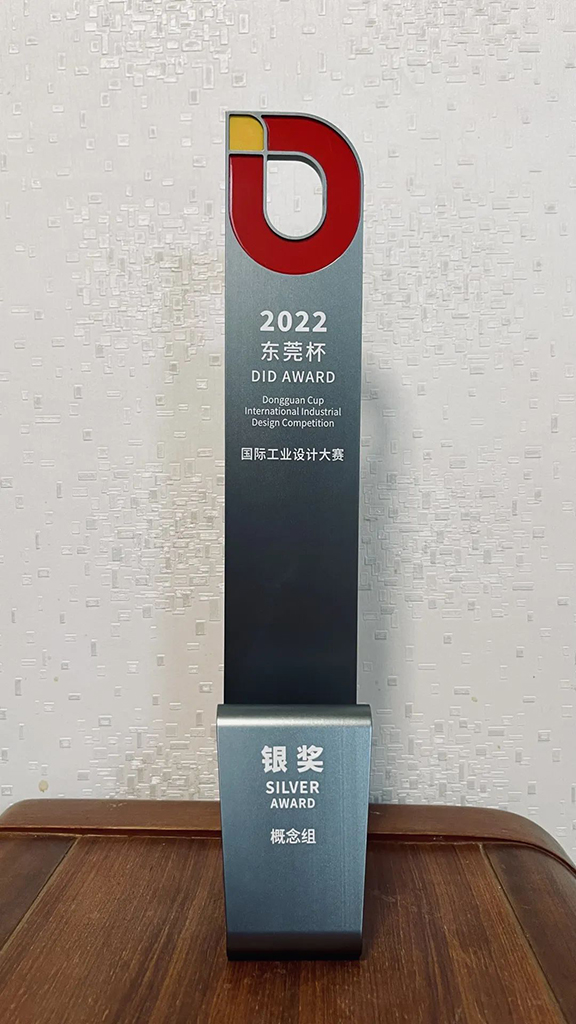 2022
东莞杯
DID AWARD
Dongguan Cup
International Industrial
Design Competition
国际工业设计大赛
银奖
SILVER
AWARD
概念组